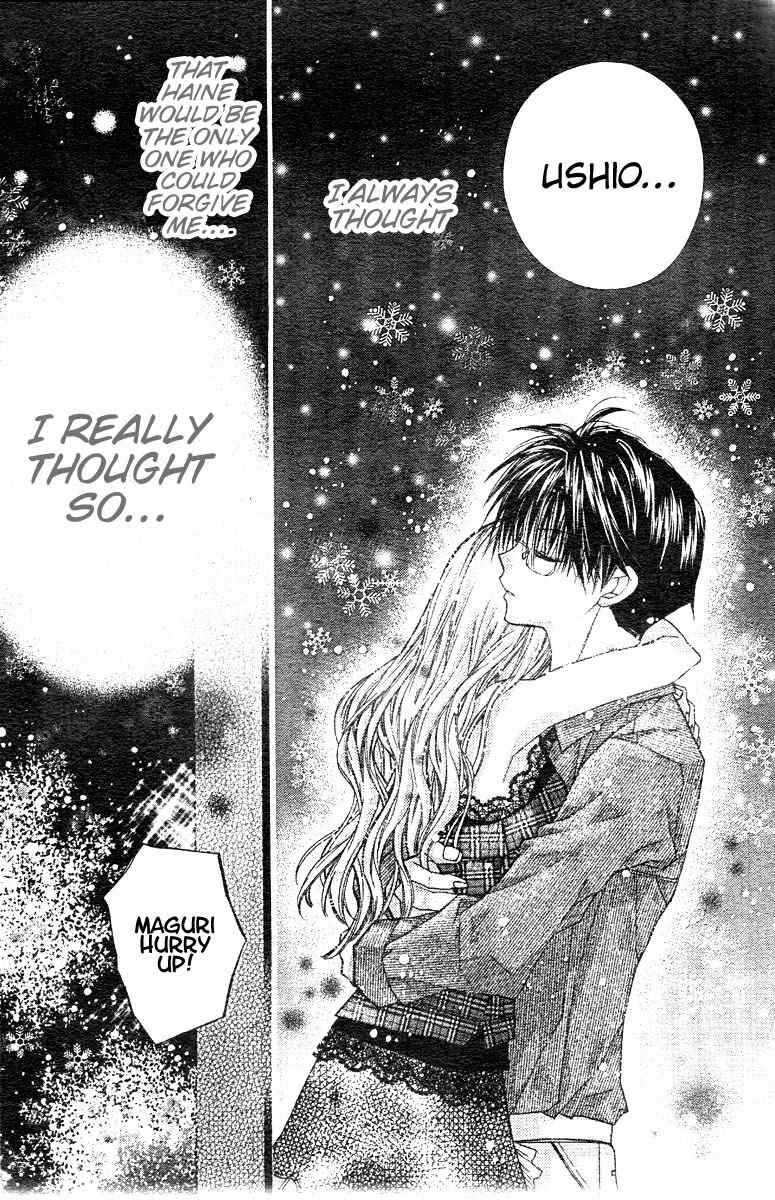 USHIO...
I ALWAYS
THOUGHT
THAT
HAINE
WOULD BE
THE ONLY
ONE WHO
COULD
FORGIVE
ME....
I REALLY
THOUGHT
SO...
MAGURI
HURRY
UP!